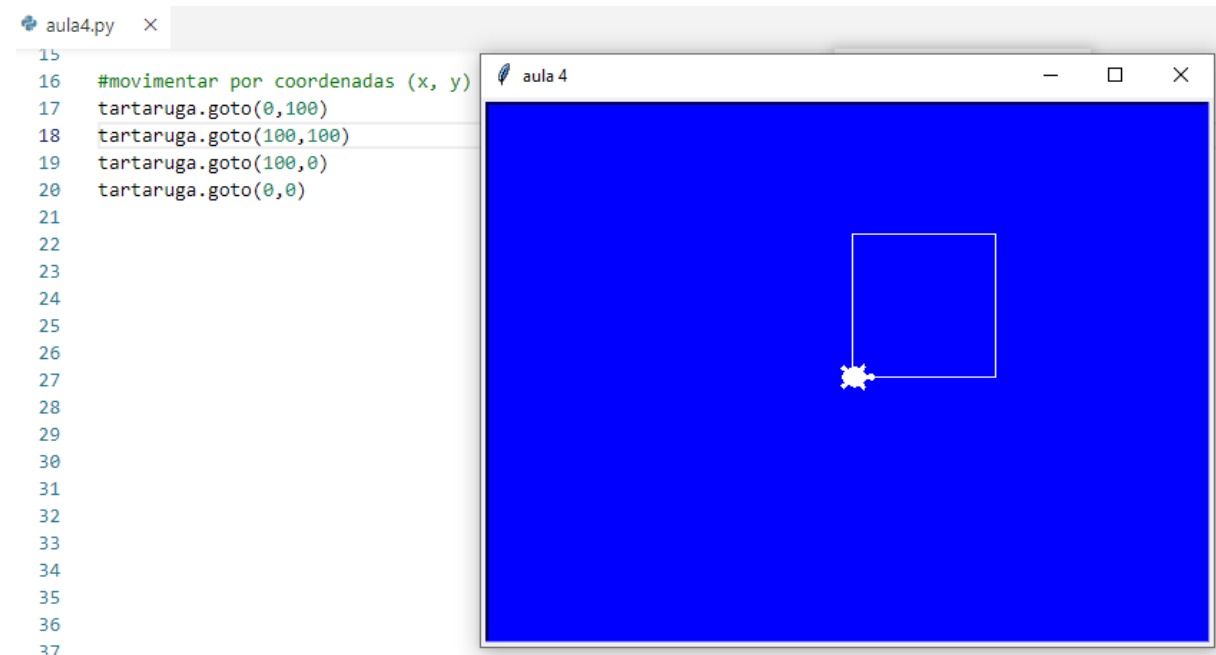 aula4.py
15
16 #movimentar por coordenadas (x, y)
17 tartaruga.goto(0,100)
18 tartaruga.goto(100,100)
19 tartaruga.goto(100,0)
20 tartaruga.goto(0,0)
21
22
23
24
25
26
27
28
29
30
31
32
33
34
35
36
37
aula 4